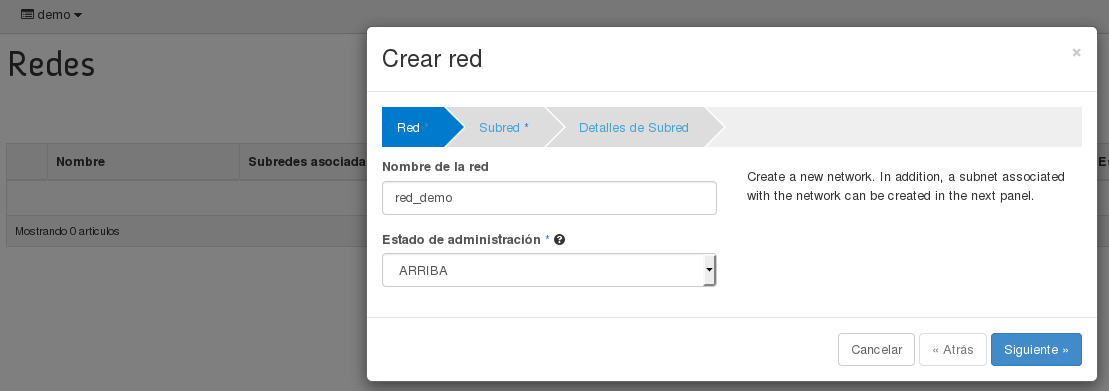 demo
Redes
Crear red
×
Red *
Subred *
Detalles de Subred
Nombre
Subredes asociada
Es
Nombre de la red
Create a new network. In addition, a subnet associated
with the network can be created in the next panel.
red_demo
Mostrando 0 articulos
Estado de administración * ?
ARRIBA
Cancelar
« Atrás
Siguiente »